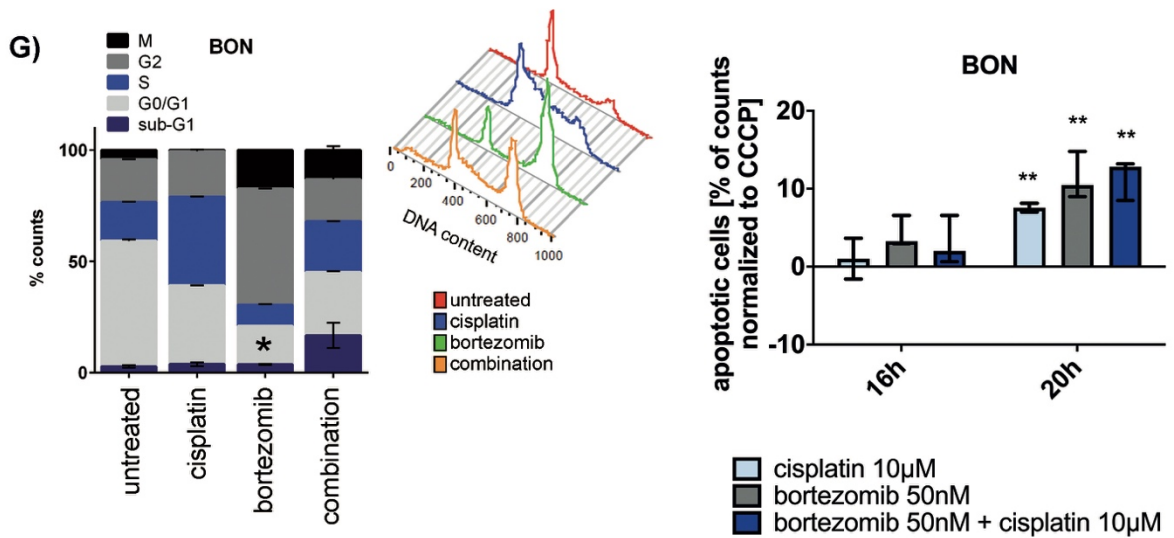 G)
M
G2
S
G0/G1
sub-G1
BON
100
50
0
% counts
untreated
cisplatin
bortezomib
combination
*
0
200
400
600
800
1000
DNA content
untreated
cisplatin
bortezomib
combination
BON
apoptotic cells [% of counts
normalized to CCCP]
20
10
0
-10
**
**
**
16h
20h
cisplatin 10µM
bortezomib 50nM
bortezomib 50nM + cisplatin 10µM